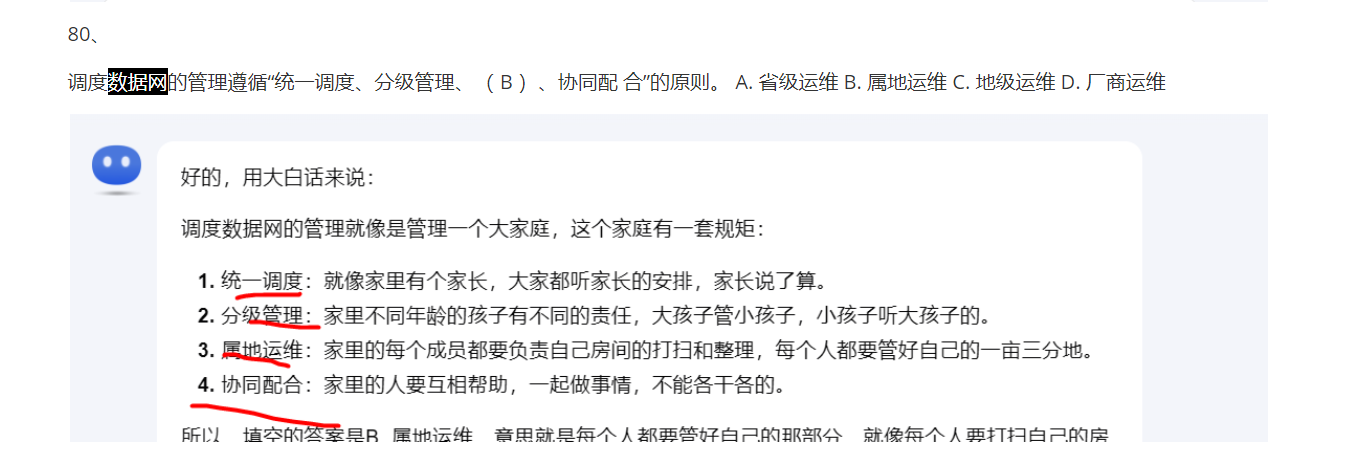 80、
调度数据网的管理遵循“统一调度、分级管理、（ B ）、协同配 合”的原则。 A. 省级运维 B. 属地运维 C. 地级运维 D. 厂商运维
好的，用大白话来说：
调度数据网的管理就像是管理一个大家庭，这个家庭有一套规矩：
1. 统一调度：就像家里有个家长，大家都听家长的安排，家长说了算。
2. 分级管理：家里不同年龄的孩子有不同的责任，大孩子管小孩子，小孩子听大孩子的。
3. 属地运维：家里的每个成员都要负责自己房间的打扫和整理，每个人都要管好自己的一亩三分地。
4. 协同配合：家里的人要互相帮助，一起做事情，不能各干各的。
所以，填空的答案是B. 属地运维，意思就是每个人都要管好自己的那部分，就像每个人要打扫自己的房